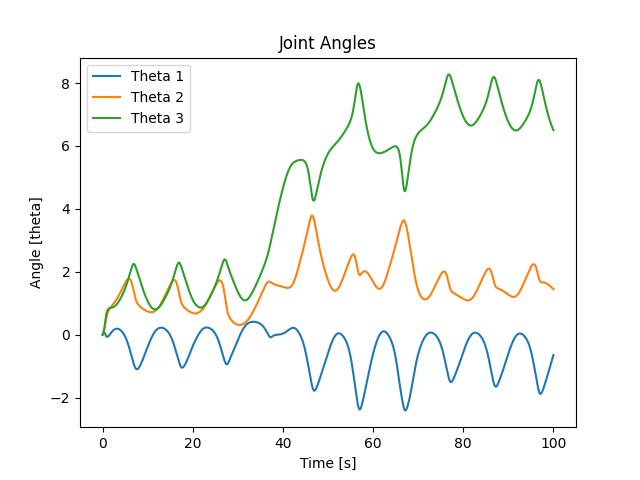 Joint Angles
Theta 1
Theta 2
Theta 3
8
6
4
2
0
−2
Angle [theta]
0 20 40 60 80 100
Time [s]